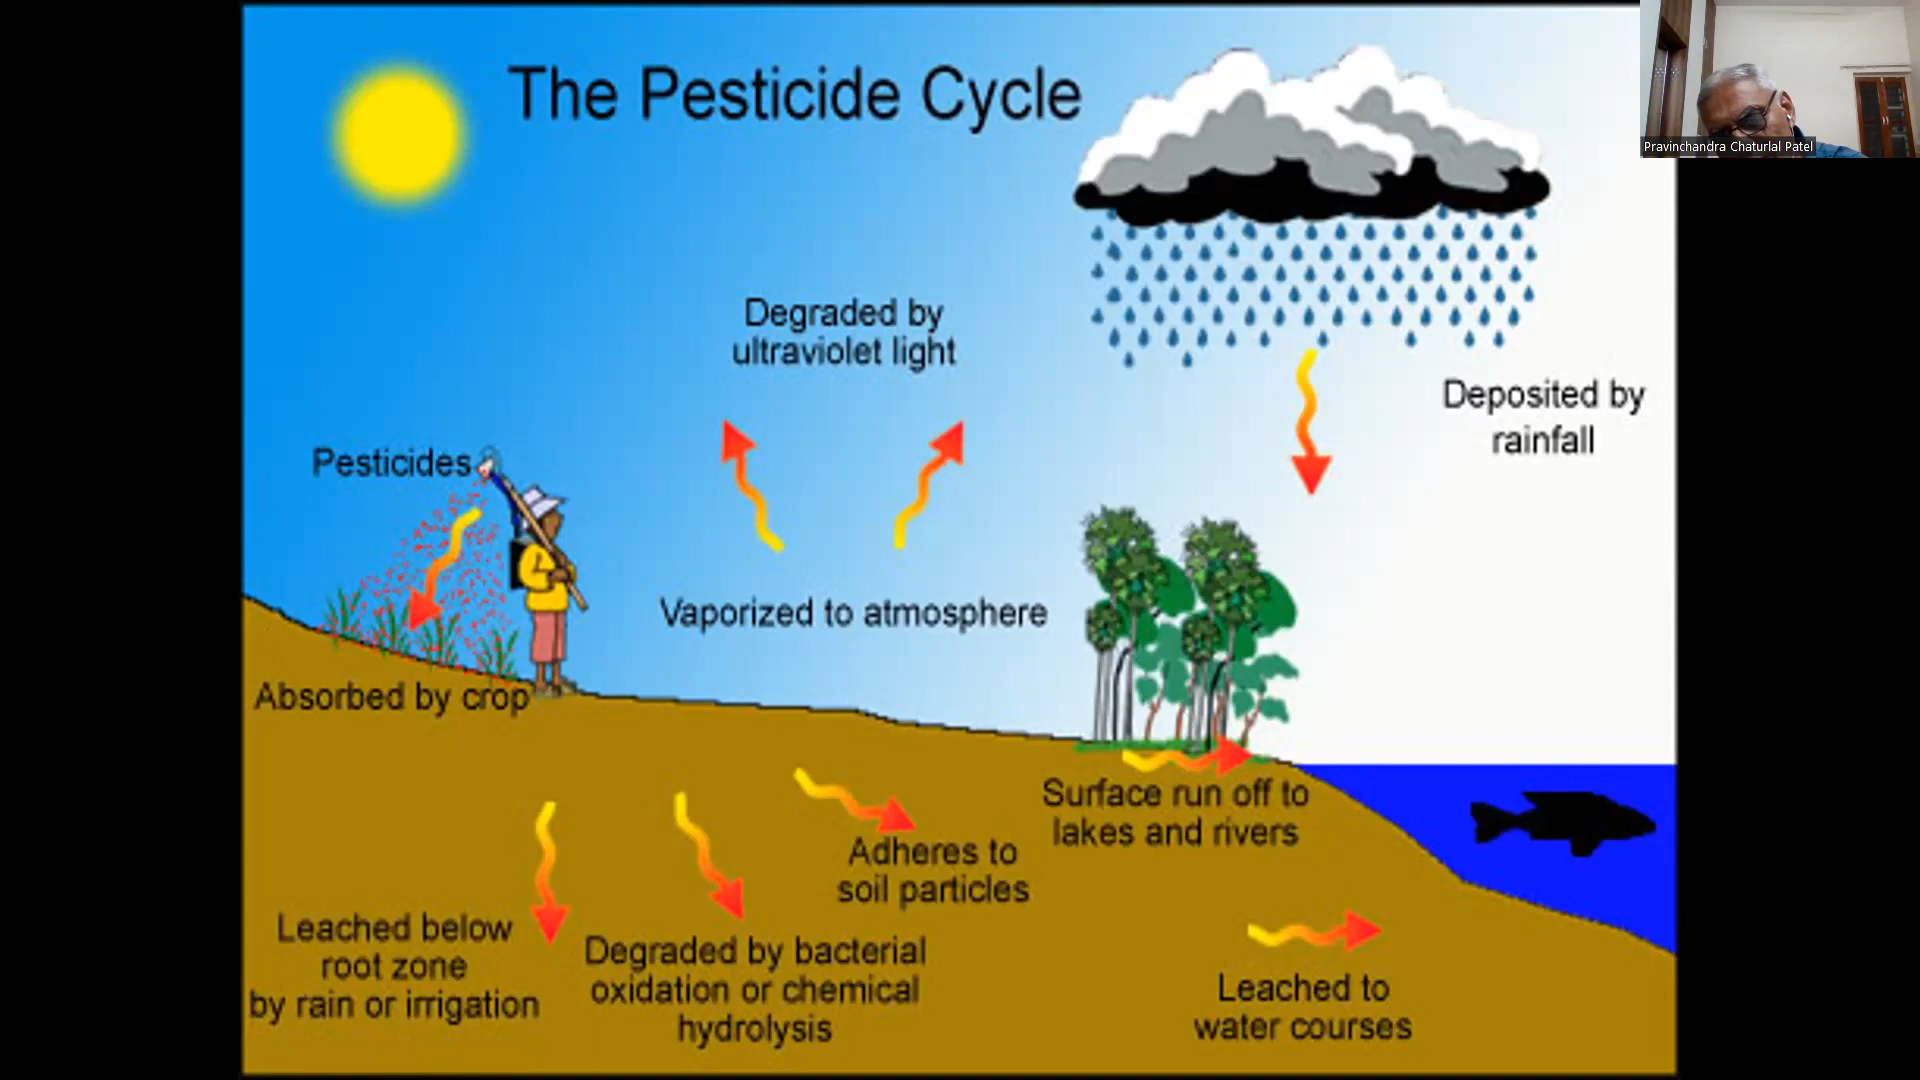 The Pesticide Cycle
Pravinchandra Chaturlal Patel
Degraded by
ultraviolet light
Deposited by
rainfall
Pesticides
Vaporized to atmosphere
Absorbed by crop
Surface run off to
lakes and rivers
Adheres to
soil particles
Leached below
root zone
by rain or irrigation
Degraded by bacterial
oxidation or chemical
hydrolysis
Leached to
water courses